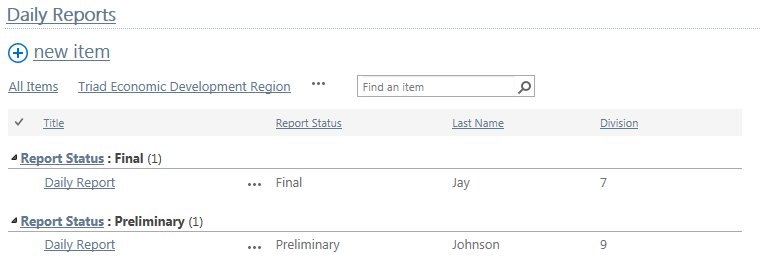 Daily Reports
new item
All Items Triad Economic Development Region ••• Find an item
Title Report Status Last Name Division
Report Status : Final (1)
Daily Report ••• Final Jay 7
Report Status : Preliminary (1)
Daily Report ••• Preliminary Johnson 9